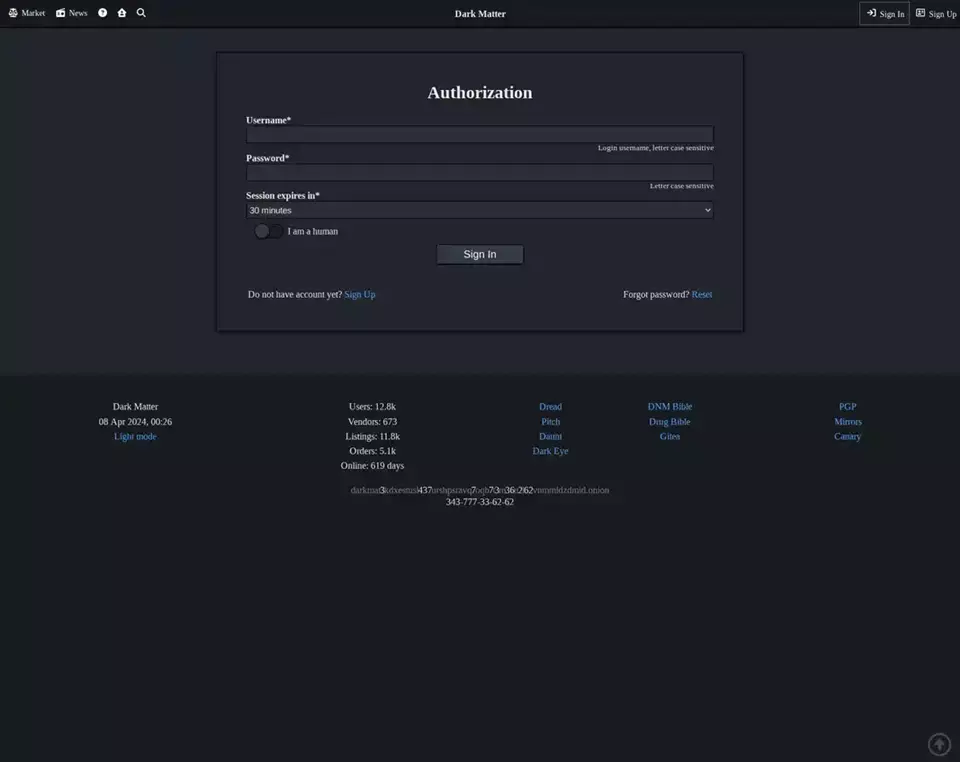 Market News Dark Matter Sign In Sign Up
Authorization
Username*
Login username, letter case sensitive
Password*
Letter case sensitive
Session expires in*
30 minutes
I am a human
Sign In
Do not have account yet? Sign Up Forgot password? Reset
Dark Matter Users: 12.8k Dread DNM Bible PGP
08 Apr 2024, 00:26 Vendors: 673 Pitch Drug Bible Mirrors
Light mode Listings: 11.8k Daunt Gitea Canary
Orders: 5.1k Dark Eye
Online: 619 days
343-777-33-62-62